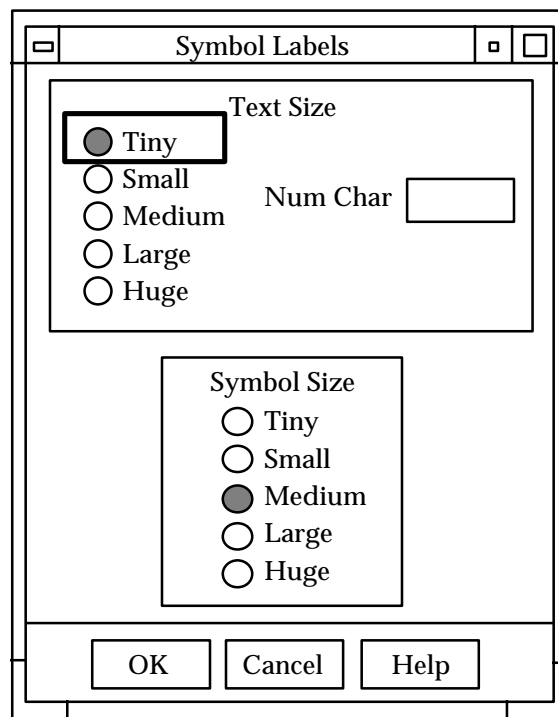 Symbol Labels
Text Size
Tiny
Small
Num Char
Medium
Large
Huge
Symbol Size
Tiny
Small
Medium
Large
Huge
OK Cancel Help